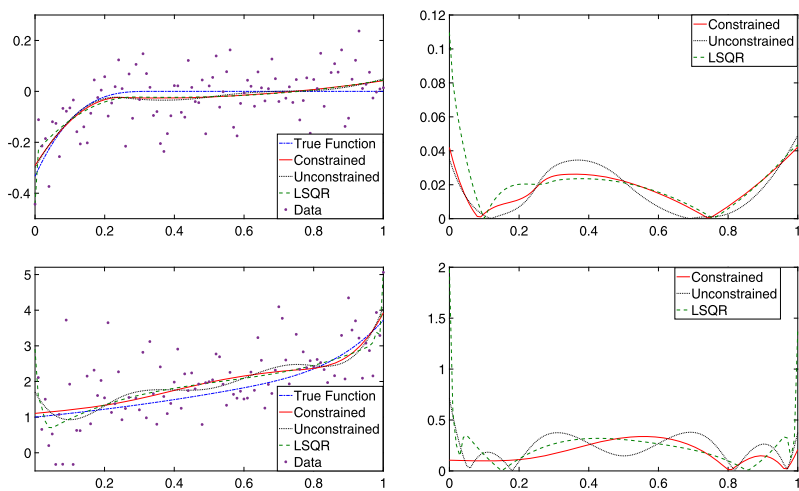 0.2
0
-0.2
-0.4
0 0.2 0.4 0.6 0.8 1
True Function
Constrained
Unconstrained
LSQR
Data
0.12
0.1
0.08
0.06
0.04
0.02
0
0 0.2 0.4 0.6 0.8 1
Constrained
Unconstrained
LSQR
5
4
3
2
1
0
0 0.2 0.4 0.6 0.8 1
True Function
Constrained
Unconstrained
LSQR
Data
2
1.5
1
0.5
0
0 0.2 0.4 0.6 0.8 1
Constrained
Unconstrained
LSQR